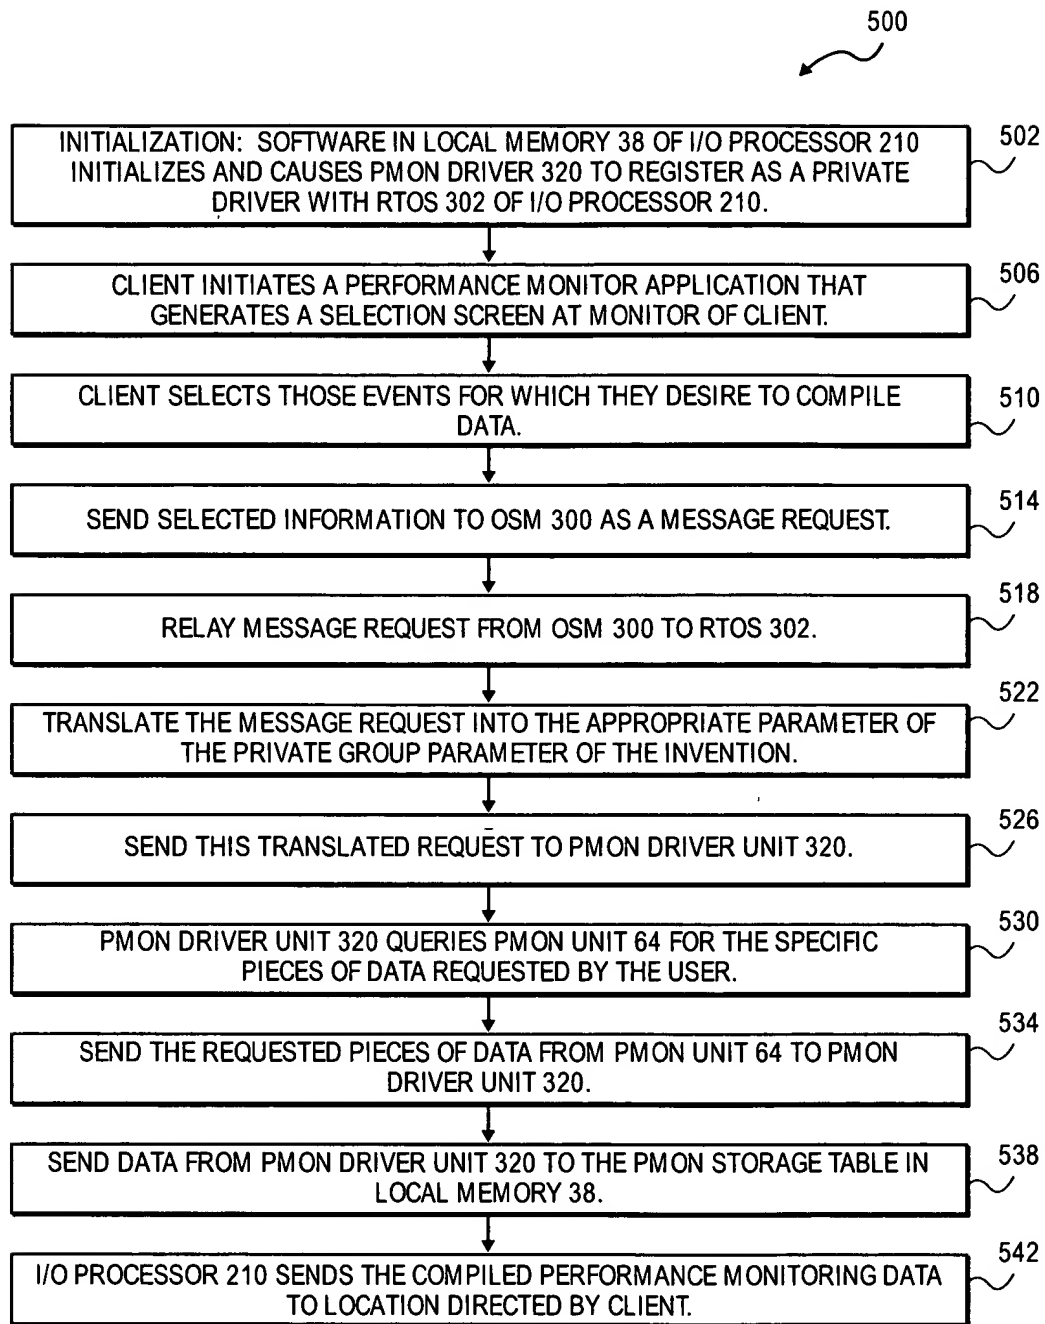 500
INITIALIZATION: SOFTWARE IN LOCAL MEMORY 38 OF I/O PROCESSOR 210
INITIALIZES AND CAUSES PMON DRIVER 320 TO REGISTER AS A PRIVATE
DRIVER WITH RTOS 302 OF I/O PROCESSOR 210.
502
CLIENT INITIATES A PERFORMANCE MONITOR APPLICATION THAT
GENERATES A SELECTION SCREEN AT MONITOR OF CLIENT.
506
CLIENT SELECTS THOSE EVENTS FOR WHICH THEY DESIRE TO COMPILE
DATA.
510
SEND SELECTED INFORMATION TO OSM 300 AS A MESSAGE REQUEST.
514
RELAY MESSAGE REQUEST FROM OSM 300 TO RTOS 302.
518
TRANSLATE THE MESSAGE REQUEST INTO THE APPROPRIATE PARAMETER OF
THE PRIVATE GROUP PARAMETER OF THE INVENTION.
522
SEND THIS TRANSLATED REQUEST TO PMON DRIVER UNIT 320.
526
PMON DRIVER UNIT 320 QUERIES PMON UNIT 64 FOR THE SPECIFIC
PIECES OF DATA REQUESTED BY THE USER.
530
SEND THE REQUESTED PIECES OF DATA FROM PMON UNIT 64 TO PMON
DRIVER UNIT 320.
534
SEND DATA FROM PMON DRIVER UNIT 320 TO THE PMON STORAGE TABLE IN
LOCAL MEMORY 38.
538
I/O PROCESSOR 210 SENDS THE COMPILED PERFORMANCE MONITORING DATA
TO LOCATION DIRECTED BY CLIENT.
542